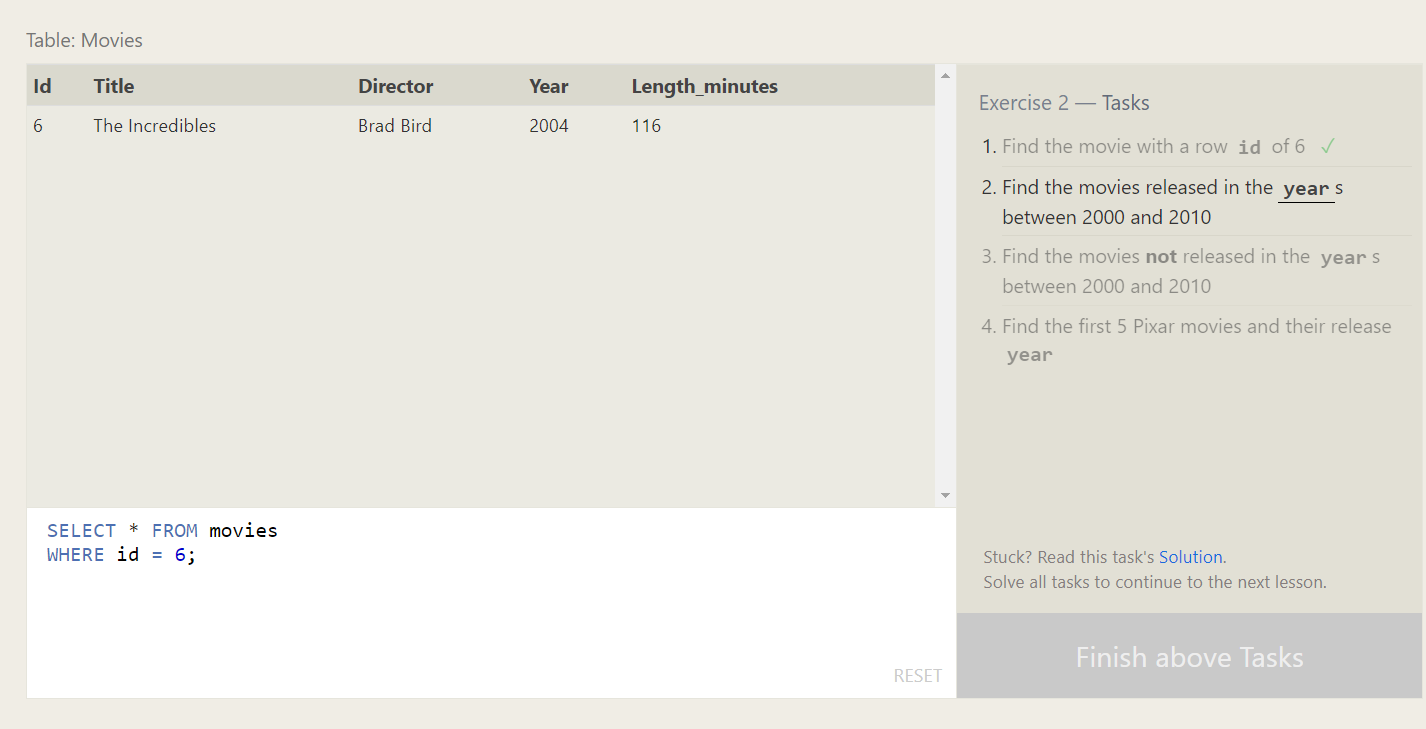 Table: Movies
Id Title Director Year Length_minutes
6 The Incredibles Brad Bird 2004 116
SELECT * FROM movies
WHERE id = 6;
RESET
Exercise 2 — Tasks
1. Find the movie with a row id of 6 ✓
2. Find the movies released in the year s
between 2000 and 2010
3. Find the movies not released in the year s
between 2000 and 2010
4. Find the first 5 Pixar movies and their release
year
Stuck? Read this task's Solution.
Solve all tasks to continue to the next lesson.
Finish above Tasks